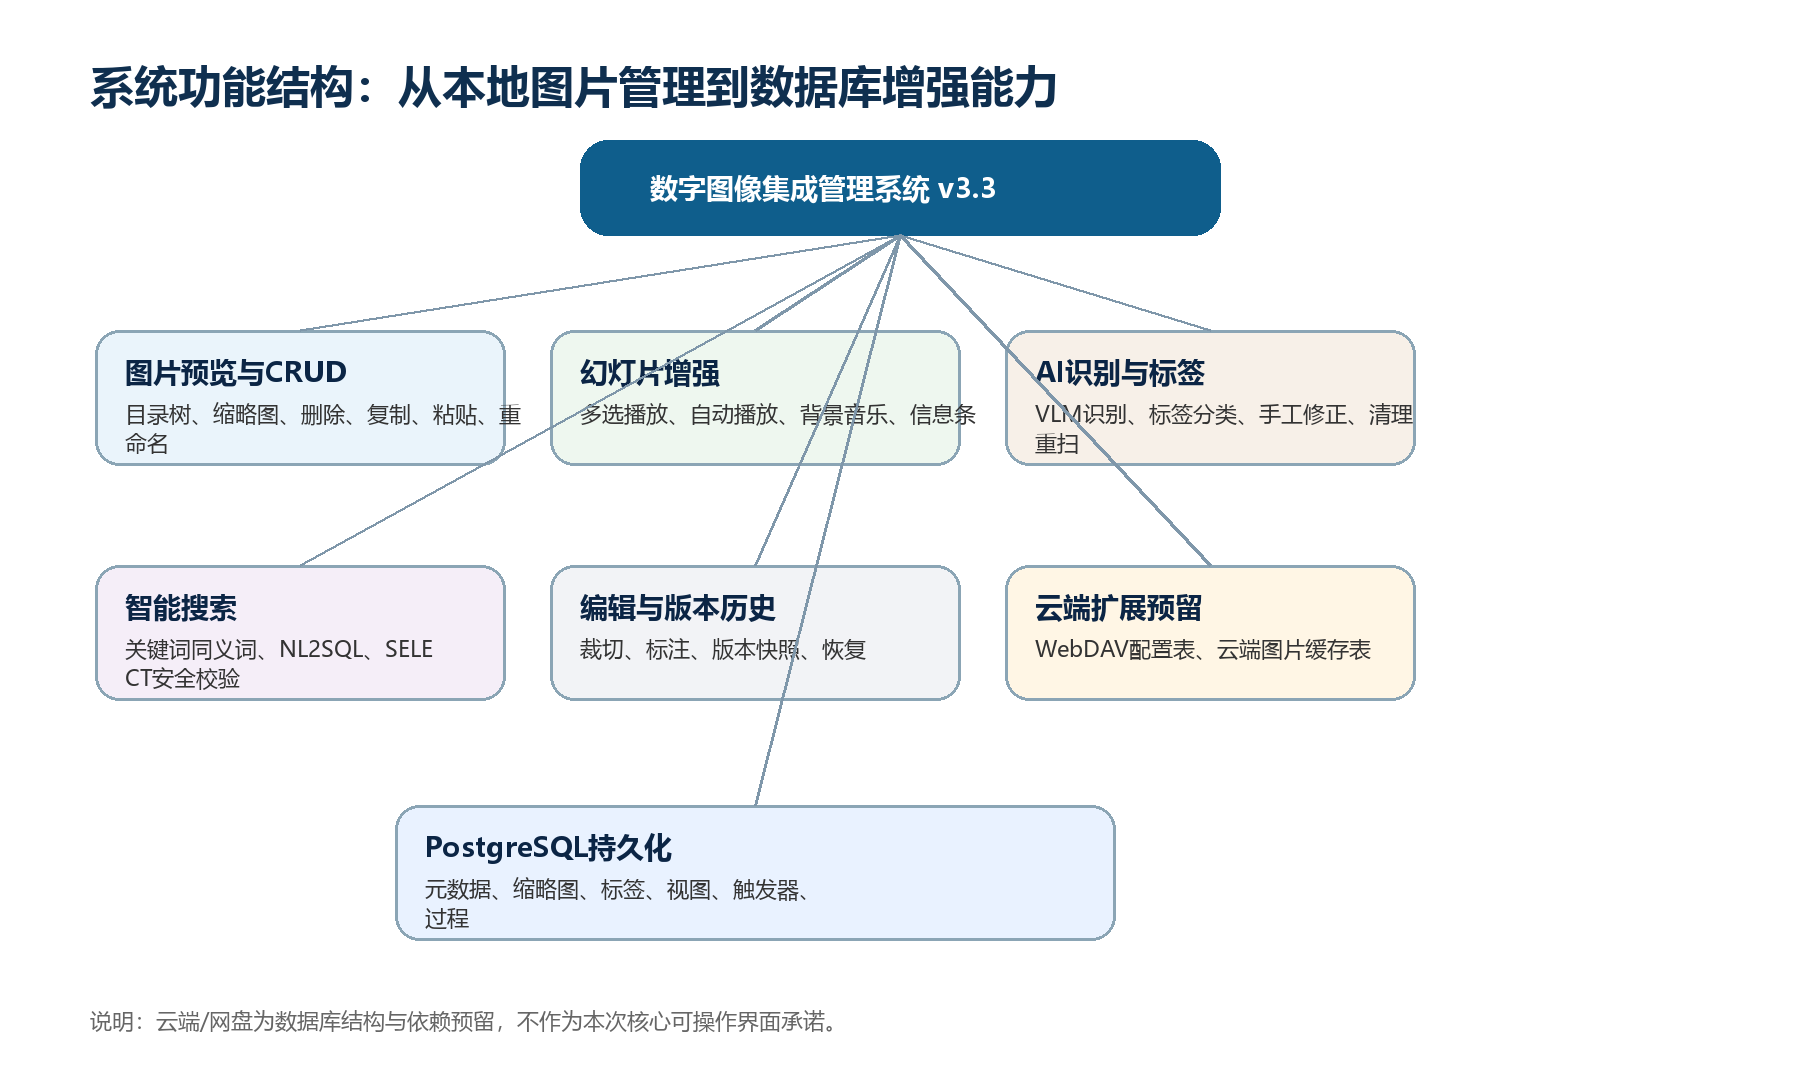 系统功能结构：从本地图片管理到数据库增强能力
数字图像集成管理系统 v3.3
图片预览与CRUD
目录树、缩略图、删除、复制、粘贴、重
命名
幻灯片增强
多选播放、自动播放、背景音乐、信息条
AI识别与标签
VLM识别、标签分类、手工修正、清理
重扫
智能搜索
关键词同义词、NL2SQL、SELE
CT安全校验
编辑与版本历史
裁切、标注、版本快照、恢复
云端扩展预留
WebDAV配置表、云端图片缓存表
PostgreSQL持久化
元数据、缩略图、标签、视图、触发器、
过程
说明：云端/网盘为数据库结构与依赖预留，不作为本次核心可操作界面承诺。